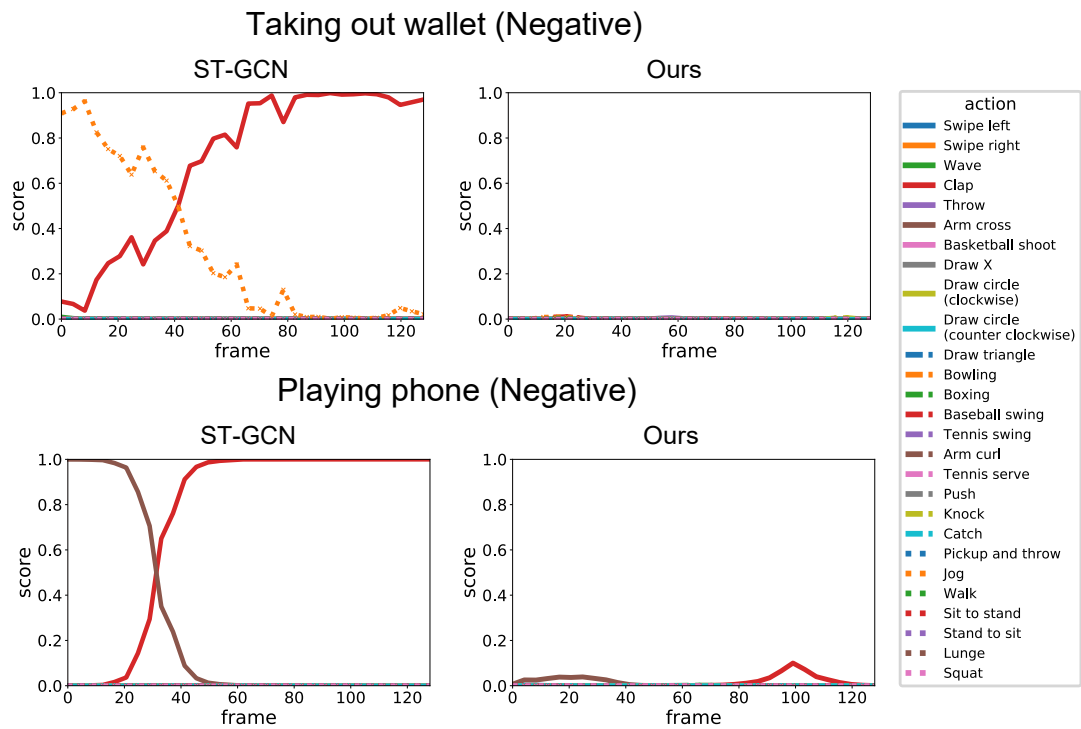 Taking out wallet (Negative)
ST-GCN
Ours
1.0
0.8
0.6
0.4
0.2
0.0
score
0 20 40 60 80 100 120
frame
1.0
0.8
0.6
0.4
0.2
0.0
score
0 20 40 60 80 100 120
frame
Playing phone (Negative)
ST-GCN
Ours
1.0
0.8
0.6
0.4
0.2
0.0
score
0 20 40 60 80 100 120
frame
1.0
0.8
0.6
0.4
0.2
0.0
score
0 20 40 60 80 100 120
frame
action
Swipe left
Swipe right
Wave
Clap
Throw
Arm cross
Basketball shoot
Draw X
Draw circle
(clockwise)
Draw circle
(counter clockwise)
Draw triangle
Bowling
Boxing
Baseball swing
Tennis swing
Arm curl
Tennis serve
Push
Knock
Catch
Pickup and throw
Jog
Walk
Sit to stand
Stand to sit
Lunge
Squat